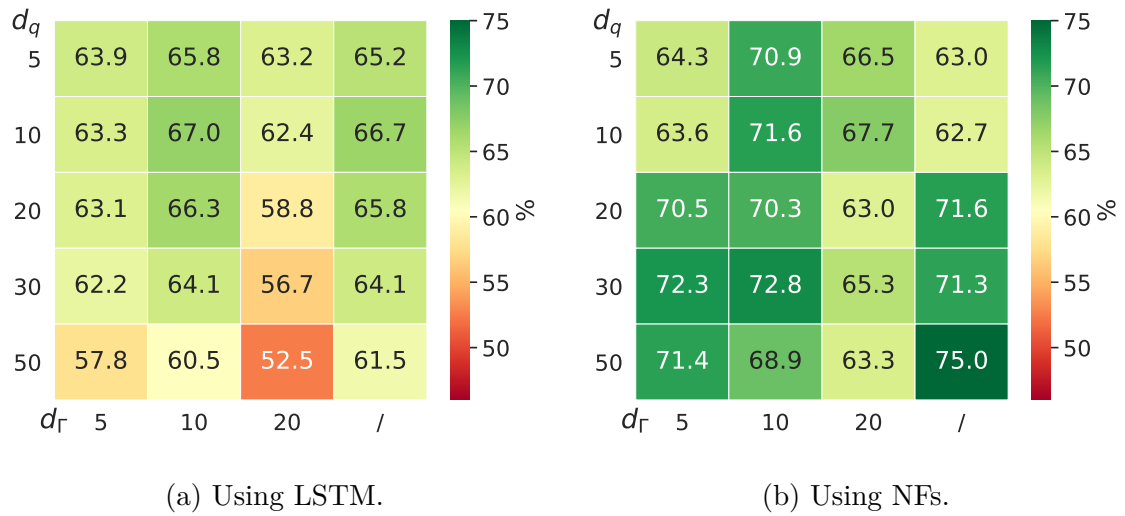 d_q
5 63.9 65.8 63.2 65.2
10 63.3 67.0 62.4 66.7
20 63.1 66.3 58.8 65.8
30 62.2 64.1 56.7 64.1
50 57.8 60.5 52.5 61.5
d_Γ 5 10 20 /
75
70
65
60
55
50
%
(a) Using LSTM.
d_q
5 64.3 70.9 66.5 63.0
10 63.6 71.6 67.7 62.7
20 70.5 70.3 63.0 71.6
30 72.3 72.8 65.3 71.3
50 71.4 68.9 63.3 75.0
d_Γ 5 10 20 /
75
70
65
60
55
50
%
(b) Using NFs.